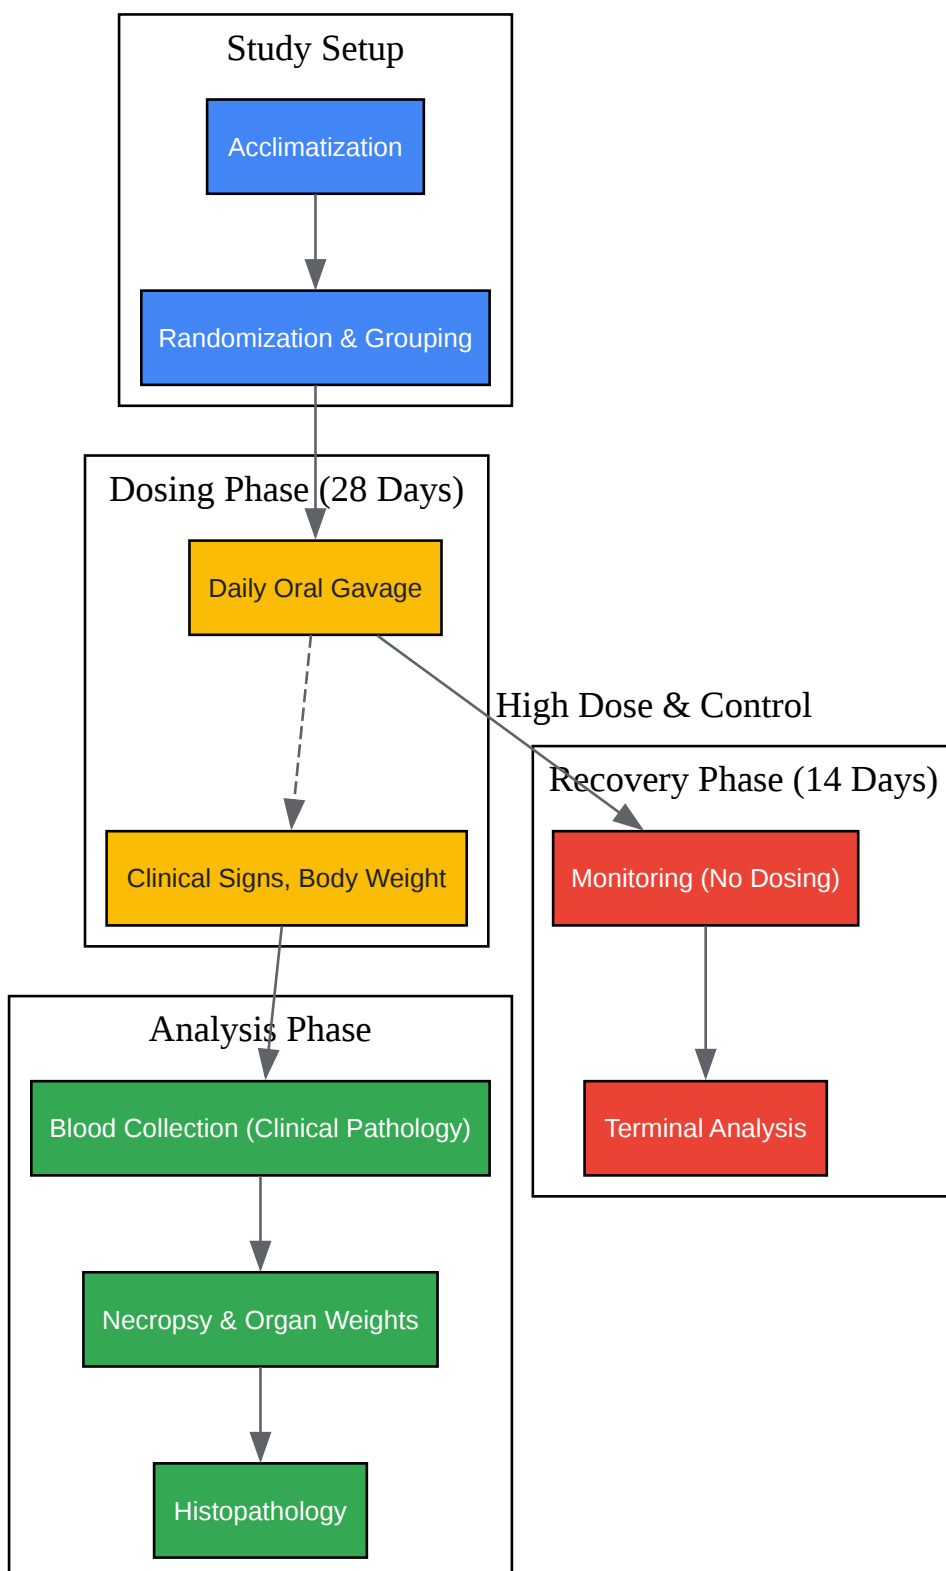 Study Setup
Acclimatization
Randomization & Grouping
Dosing Phase (28 Days)
Daily Oral Gavage
High Dose & Control
Recovery Phase (14 Days)
Clinical Signs, Body Weight
Monitoring (No Dosing)
Analysis Phase
Blood Collection (Clinical Pathology)
Terminal Analysis
Necropsy & Organ Weights
Histopathology